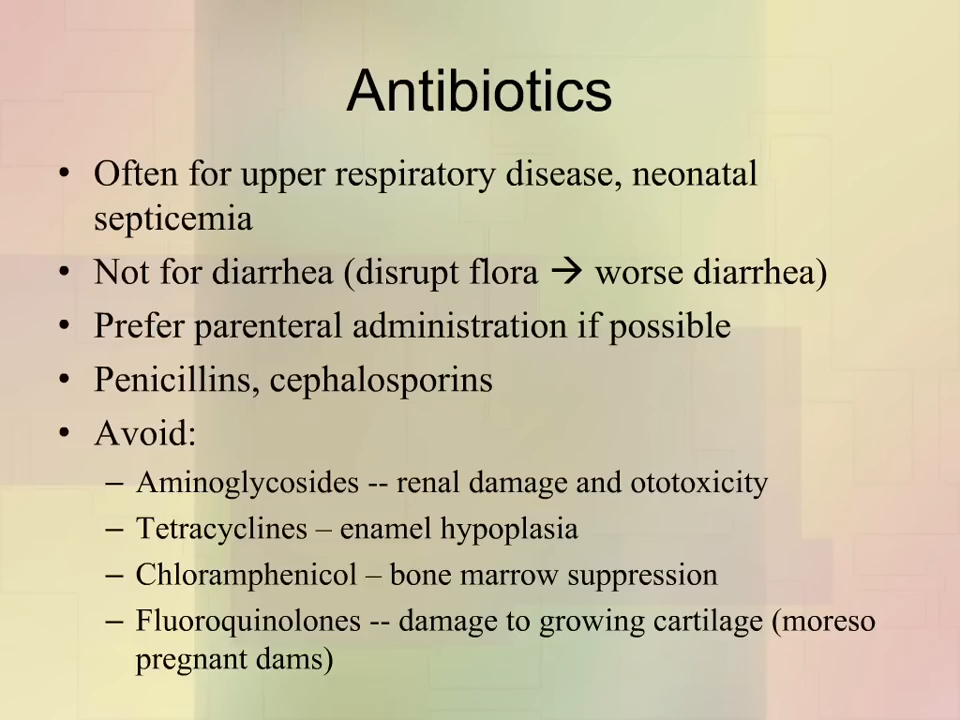 Antibiotics
• Often for upper respiratory disease, neonatal
septicemia
• Not for diarrhea (disrupt flora → worse diarrhea)
• Prefer parenteral administration if possible
• Penicillins, cephalosporins
• Avoid:
– Aminoglycosides -- renal damage and ototoxicity
– Tetracyclines – enamel hypoplasia
– Chloramphenicol – bone marrow suppression
– Fluoroquinolones -- damage to growing cartilage (moreso
pregnant dams)